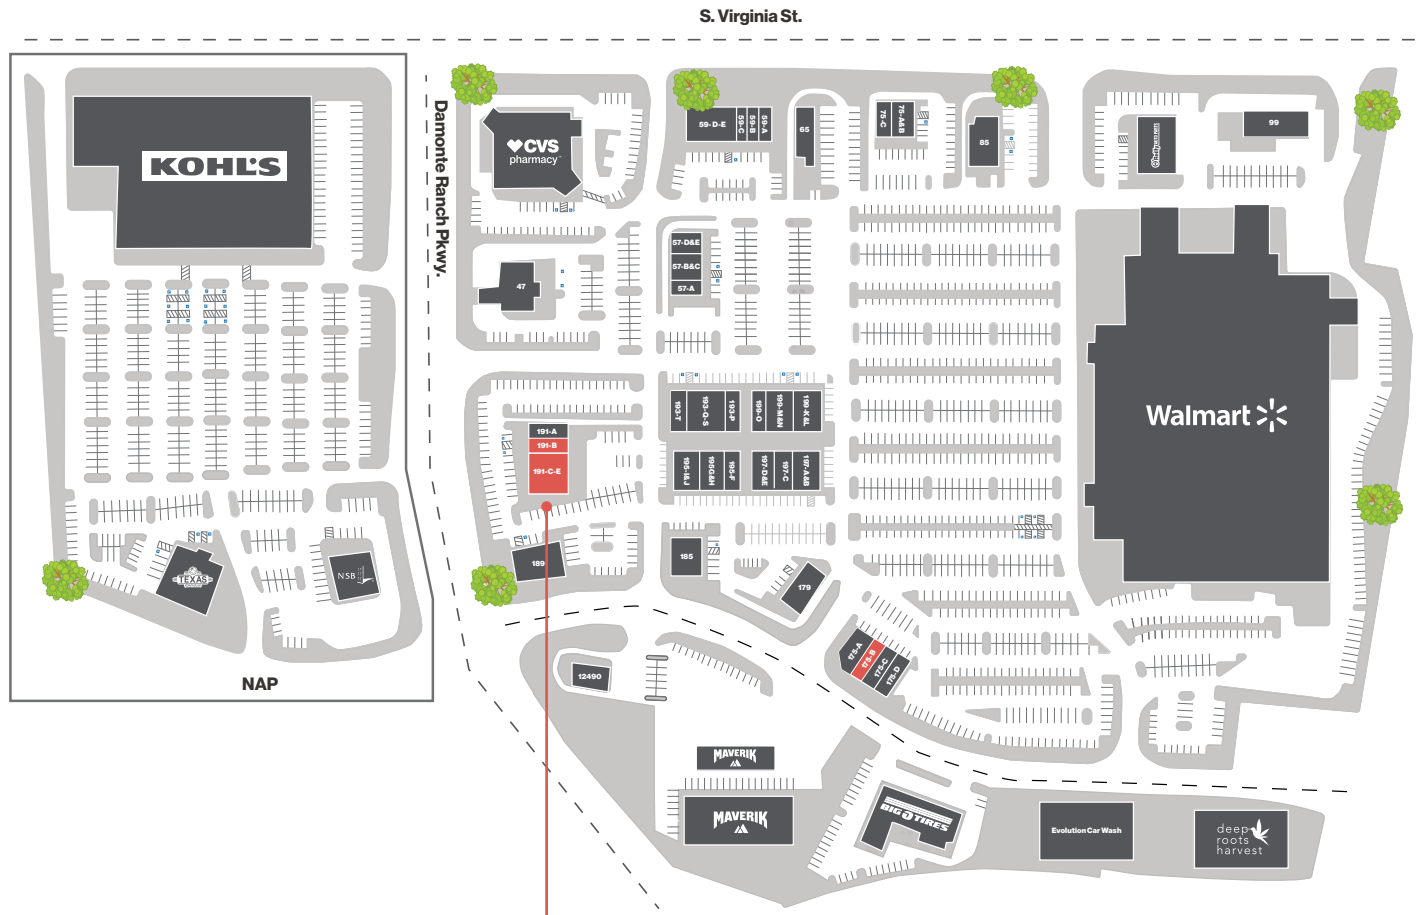 S. Virginia St.
Damonte Ranch Pkwy.
KOHL'S
CVS
pharmacy
59-D-E
59-C
59-B
59-A
65
75-C
75-A&B
85
99
57-D&E
57-B&C
57-A
47
Walmart
191-A
191-B
191-C-E
193-T
193-Q-S
193-P
199-O
199-M&N
199-K&L
195-I&J
195G&H
195-F
197-D&E
197-C
197-A&B
189
185
179
TEXAS
NSB
175-A
175-B
175-C
175-D
12490
NAP
MAVERIK
MAVERIK
BIG O TIRES
Evolution Car Wash
deep
roots
harvest